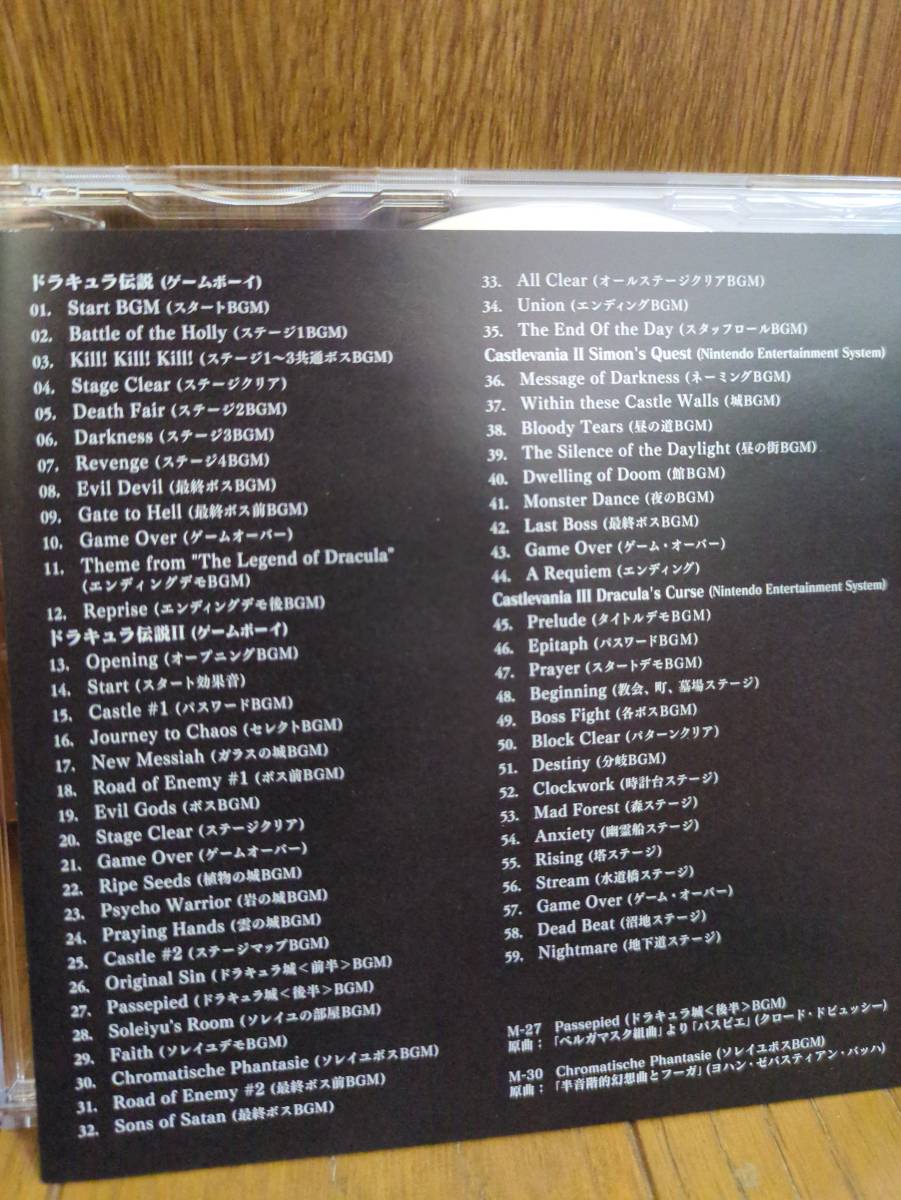 ドラキュラ伝説 (ゲームボーイ)
01. Start BGM (スタートBGM)
02. Battle of the Holly (ステージ1BGM)
03. Kill! Kill! Kill! (ステージ1〜3共通ボスBGM)
04. Stage Clear (ステージクリア)
05. Death Fair (ステージ2BGM)
06. Darkness (ステージ3BGM)
07. Revenge (ステージ4BGM)
08. Evil Devil (最終ボスBGM)
09. Gate to Hell (最終ボス前BGM)
10. Game Over (ゲームオーバー)
11. Theme from "The Legend of Dracula"
(エンディングデモBGM)
12. Reprise (エンディングデモ後BGM)
ドラキュラ伝説II (ゲームボーイ)
13. Opening (オープニングBGM)
14. Start (スタート効果音)
15. Castle #1 (パスワードBGM)
16. Journey to Chaos (セレクトBGM)
17. New Messiah (ガラスの城BGM)
18. Road of Enemy #1 (ボス前BGM)
19. Evil Gods (ボスBGM)
20. Stage Clear (ステージクリア)
21. Game Over (ゲームオーバー)
22. Ripe Seeds (植物の城BGM)
23. Psycho Warrior (岩の城BGM)
24. Praying Hands (雲の城BGM)
25. Castle #2 (ステージマップBGM)
26. Original Sin (ドラキュラ城<前半>BGM)
27. Passepied (ドラキュラ城<後半>BGM)
28. Soleiyu's Room (ソレイユの部屋BGM)
29. Faith (ソレイユデモBGM)
30. Chromatische Phantasie (ソレイユボスBGM)
31. Road of Enemy #2 (最終ボス前BGM)
32. Sons of Satan (最終ボスBGM)
33. All Clear (オールステージクリアBGM)
34. Union (エンディングBGM)
35. The End Of the Day (スタッフロールBGM)
Castlevania II Simon's Quest (Nintendo Entertainment System)
36. Message of Darkness (ネーミングBGM)
37. Within these Castle Walls (城BGM)
38. Bloody Tears (昼の道BGM)
39. The Silence of the Daylight (昼の街BGM)
40. Dwelling of Doom (館BGM)
41. Monster Dance (夜のBGM)
42. Last Boss (最終ボスBGM)
43. Game Over (ゲーム・オーバー)
44. A Requiem (エンディング)
Castlevania III Dracula's Curse (Nintendo Entertainment System)
45. Prelude (タイトルデモBGM)
46. Epitaph (パスワードBGM)
47. Prayer (スタートデモBGM)
48. Beginning (教会、町、墓場ステージ)
49. Boss Fight (各ボスBGM)
50. Block Clear (パターンクリア)
51. Destiny (分岐BGM)
52. Clockwork (時計台ステージ)
53. Mad Forest (森ステージ)
54. Anxiety (幽霊船ステージ)
55. Rising (塔ステージ)
56. Stream (水道橋ステージ)
57. Game Over (ゲーム・オーバー)
58. Dead Beat (沼地ステージ)
59. Nightmare (地下道ステージ)
M-27 Passepied (ドラキュラ城<後半>BGM)
原曲：「ベルガマスク組曲」より「パスピエ」(クロード・ドビュッシー)
M-30 Chromatische Phantasie (ソレイユボスBGM)
原曲：「半音階的幻想曲とフーガ」(ヨハン・ゼバスティアン・バッハ)